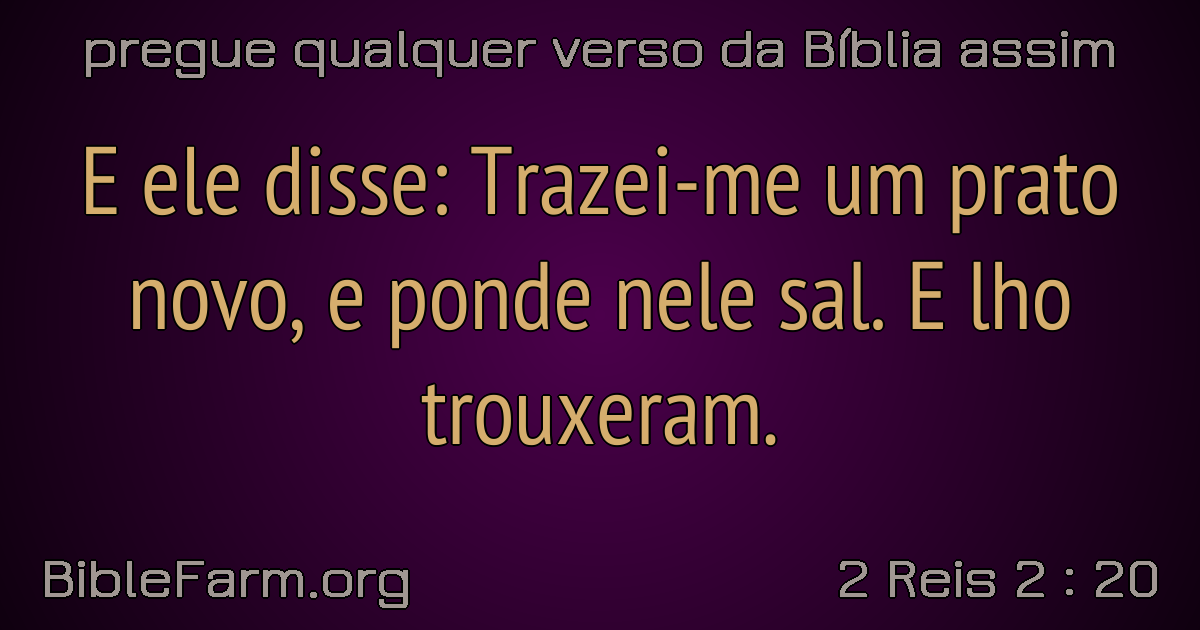 pregue qualquer verso da Bíblia assim
E ele disse: Trazei-me um prato
novo, e ponde nele sal. E lho
trouxeram.
BibleFarm.org
2 Reis 2 : 20